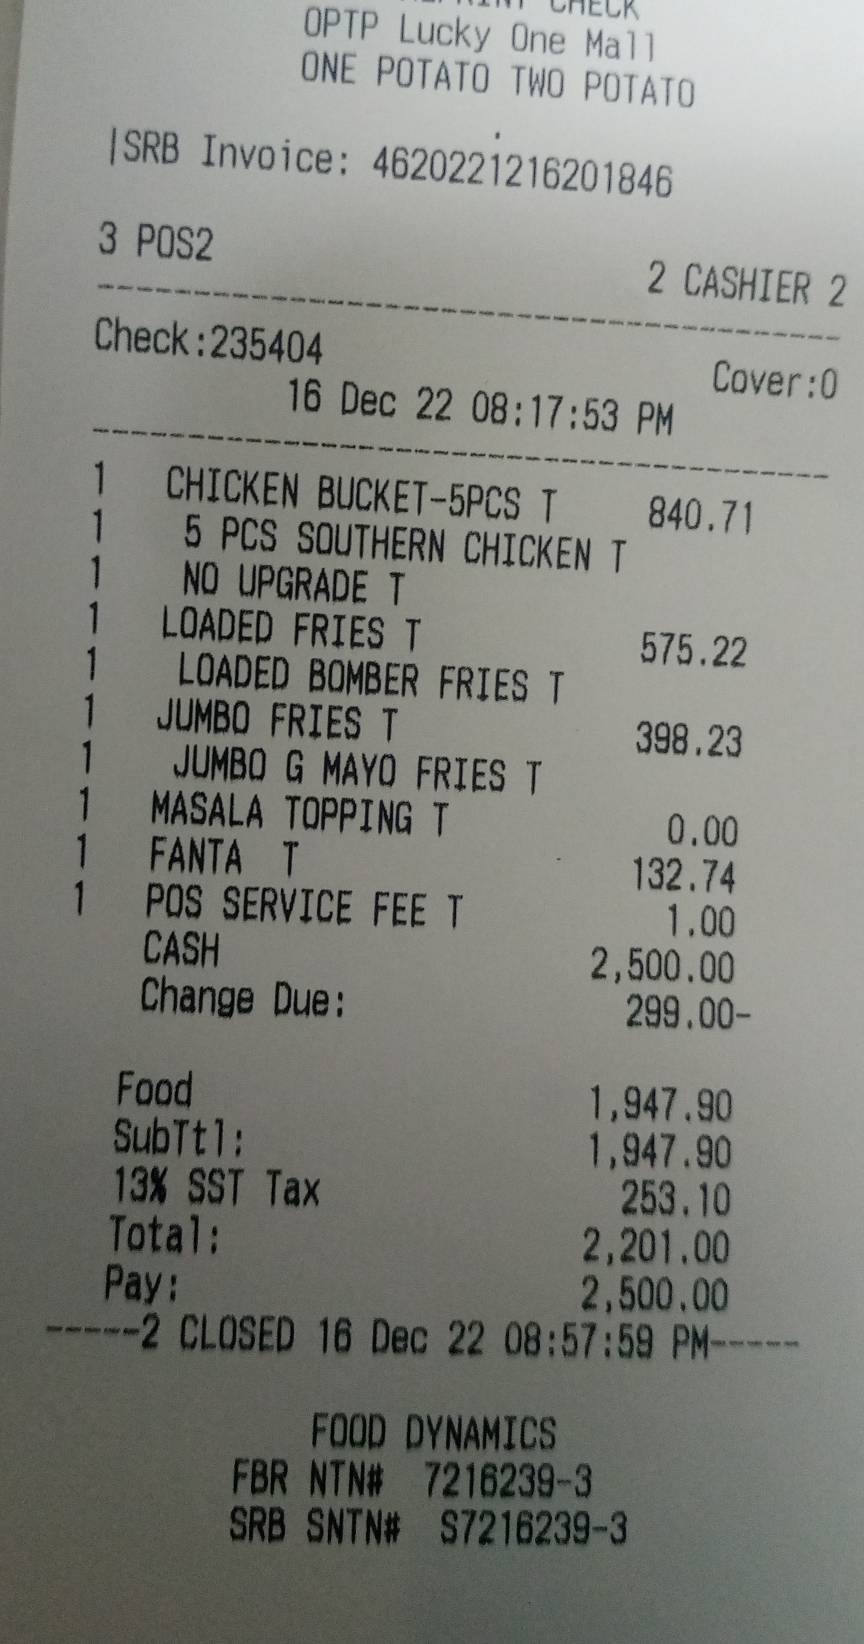 CHECK
OPTP Lucky One Mall
ONE POTATO TWO POTATO
|SRB Invoice: 4620221216201846
3 POS2 2 CASHIER 2
Check:235404 Cover:0
16 Dec 22 08:17:53 PM
1 CHICKEN BUCKET-5PCS T 840.71
1 5 PCS SOUTHERN CHICKEN T
1 NO UPGRADE T
1 LOADED FRIES T 575.22
1 LOADED BOMBER FRIES T
1 JUMBO FRIES T 398.23
1 JUMBO G MAYO FRIES T
1 MASALA TOPPING T 0.00
1 FANTA T 132.74
1 POS SERVICE FEE T 1.00
CASH 2,500.00
Change Due: 299.00-
Food 1,947.90
SubTtl: 1,947.90
13% SST Tax 253.10
Total: 2,201.00
Pay: 2,500.00
-----2 CLOSED 16 Dec 22 08:57:59 PM-----
FOOD DYNAMICS
FBR NTN# 7216239-3
SRB SNTN# S7216239-3